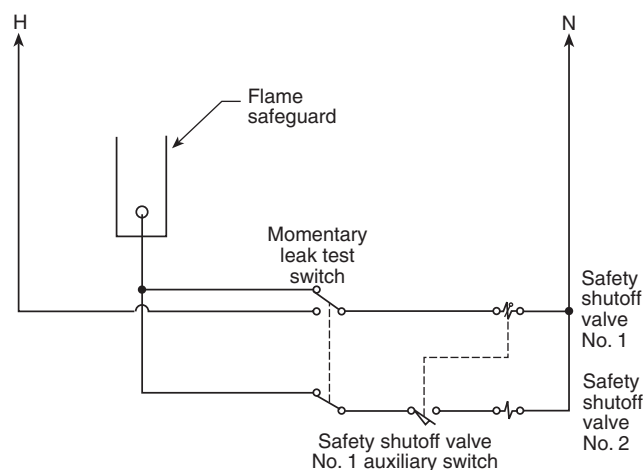 H
N
Flame
safeguard
Momentary
leak test
switch
Safety
shutoff
valve
No. 1
Safety
shutoff
valve
No. 2
Safety shutoff valve
No. 1 auxiliary switch